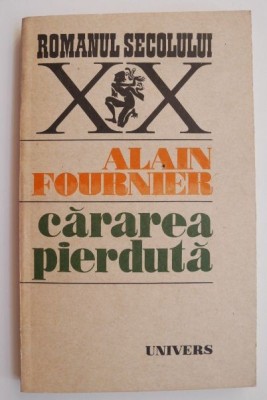 ROMANUL SECOLULUI
XX
ALAIN
FOURNIER
cărarea
pierdută
UNIVERS